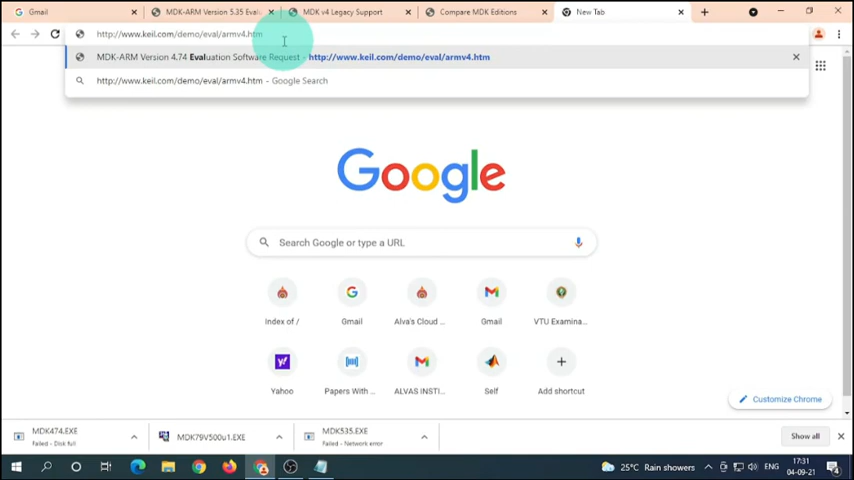 Gmail
MDK-ARM Version 5.35 Evalu
MDK v4 Legacy Support
Compare MDK Editions
New Tab
http://www.keil.com/demo/eval/armv4.htm
MDK-ARM Version 4.74 Evaluation Software Request - http://www.keil.com/demo/eval/armv4.htm
http://www.keil.com/demo/eval/armv4.htm - Google Search
Google
Search Google or type a URL
Index of /
Gmail
Alva's Cloud ...
Gmail
VTU Examina...
Yahoo
Papers With ...
ALVAS INSTI...
Self
Add shortcut
Customize Chrome
MDK474.EXE
Failed - Disk full
MDK79V500u1.EXE
MDK535.EXE
Failed - Network error
Show all
25°C Rain showers
ENG
17:31
04-09-21
4